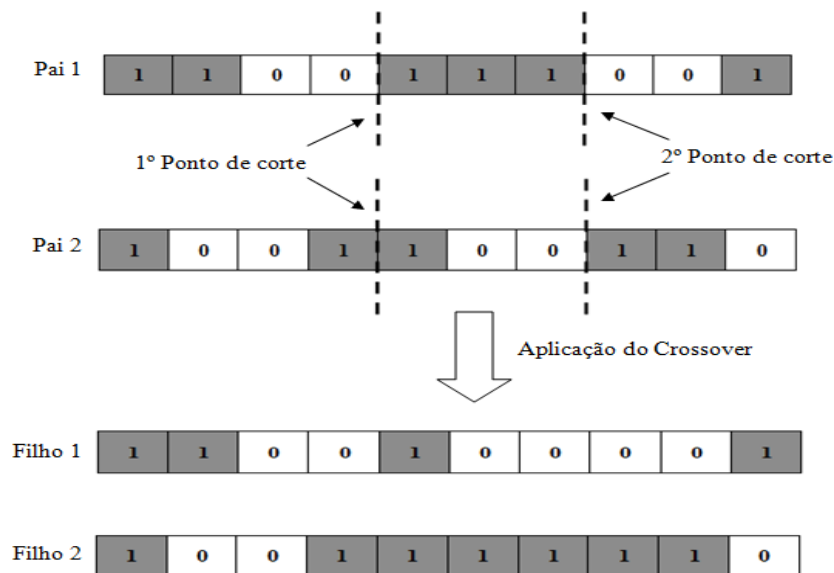 Pai 1 1 1 0 0 1 1 1 0 0 1
1º Ponto de corte 2º Ponto de corte
Pai 2 1 0 0 1 1 0 0 1 1 0
Aplicação do Crossover
Filho 1 1 1 0 0 1 0 0 0 0 1
Filho 2 1 0 0 1 1 1 1 1 1 0